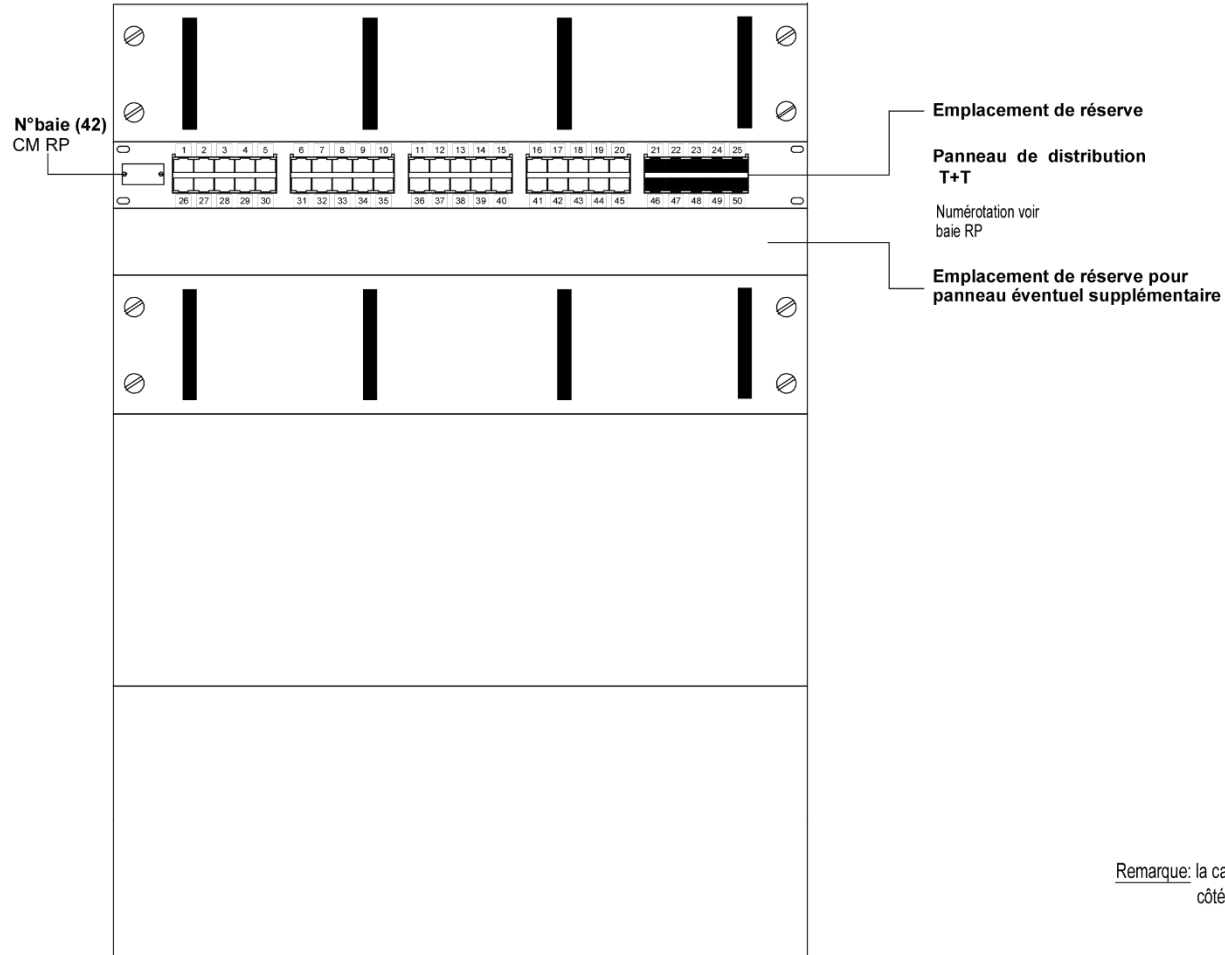 N°baie (42)
CM RP
1 2 3 4 5 6 7 8 9 10 11 12 13 14 15 16 17 18 19 20 21 22 23 24 25
26 27 28 29 30 31 32 33 34 35 36 37 38 39 40 41 42 43 44 45 46 47 48 49 50
Emplacement de réserve
Panneau de distribution
T+T
Numérotation voir
baie RP
Emplacement de réserve pour
panneau éventuel supplémentaire
Remarque: la ca
côté